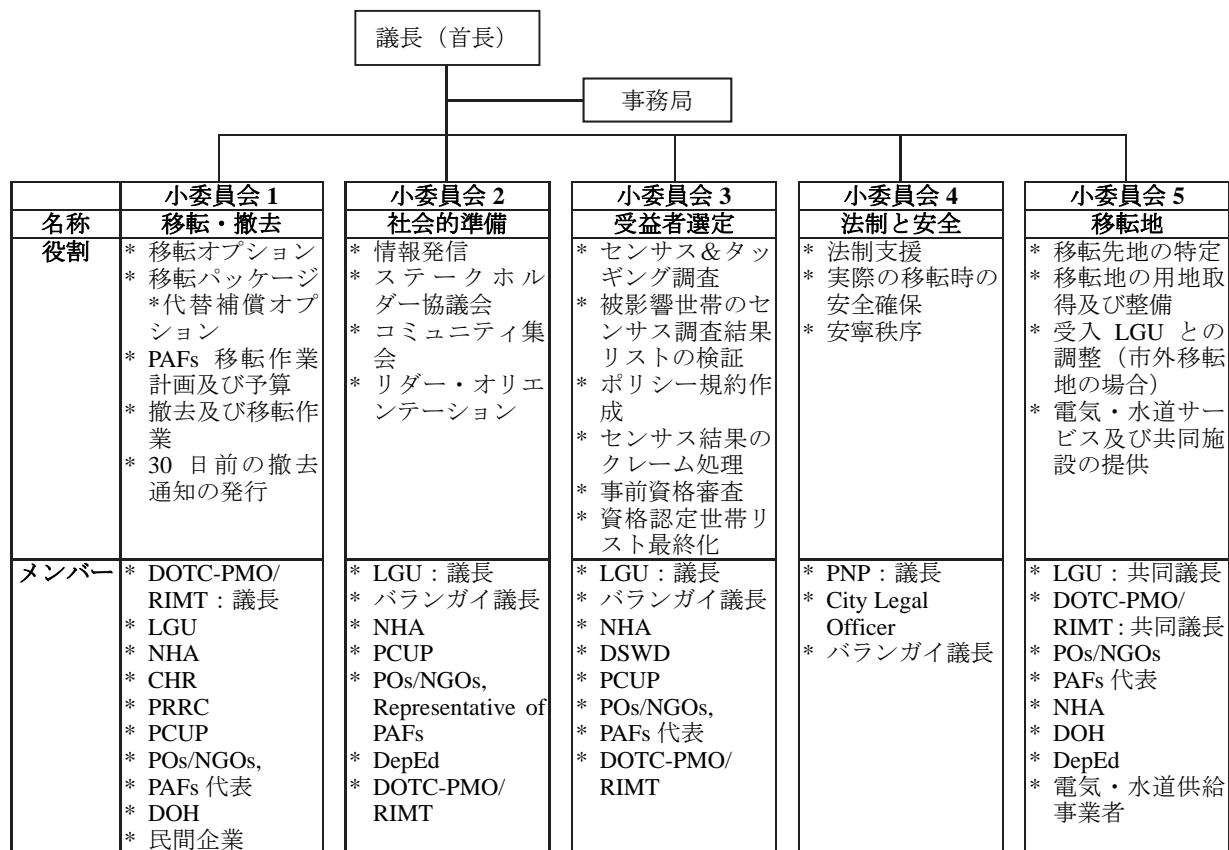 議長（首長）
事務局
小委員会 1
名称
移転・撤去
役割
* 移転オプション
* 移転パッケージ
*代替補償オプ
ション
* PAFs 移転作業
計画及び予算
* 撤去及び移転作
業
* 30 日前の撤去
通知の発行
メンバー
* DOTC-PMO/
RIMT：議長
* LGU
* NHA
* CHR
* PRRC
* PCUP
* POs/NGOs,
* PAFs 代表
* DOH
* 民間企業
小委員会 2
社会的準備
* 情報発信
* ステークホル
ダー協議会
* コミュニティ集
会
* リダー・オリエ
ンテーション
* LGU：議長
* バランガイ議長
* NHA
* PCUP
* POs/NGOs,
Representative of
PAFs
* DepEd
* DOTC-PMO/
RIMT
小委員会 3
受益者選定
* センサス＆タッ
ギング調査
* 被影響世帯のセ
ンサス調査結果
リストの検証
* ポリシー規約作
成
* センサス結果の
クレーム処理
* 事前資格審査
* 資格認定世帯リ
スト最終化
* LGU：議長
* バランガイ議長
* NHA
* DSWD
* PCUP
* POs/NGOs,
* PAFs 代表
* DOTC-PMO/
RIMT
小委員会 4
法制と安全
* 法制支援
* 実際の移転時の
安全確保
* 安寧秩序
* PNP：議長
* City Legal
Officer
* バランガイ議長
小委員会 5
移転地
* 移転先地の特定
* 移転地の用地取
得及び整備
* 受入 LGU との
調整（市外移転
地の場合）
* 電気・水道サー
ビス及び共同施
設の提供
* LGU：共同議長
* DOTC-PMO/
RIMT：共同議長
* POs/NGOs
* PAFs 代表
* NHA
* DOH
* DepEd
* 電気・水道供給
事業者